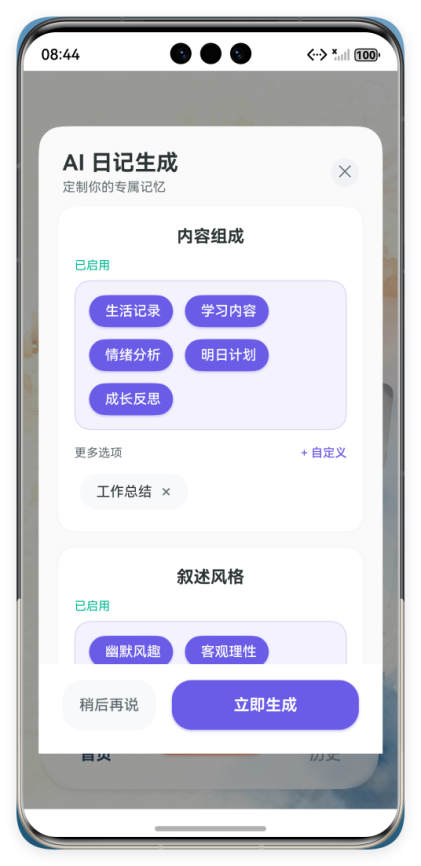 08:44
100
AI 日记生成
定制你的专属记忆
内容组成
已启用
生活记录 学习内容
情绪分析 明日计划
成长反思
更多选项 + 自定义
工作总结 ×
叙述风格
已启用
幽默风趣 客观理性
稍后再说 立即生成
首页 历史